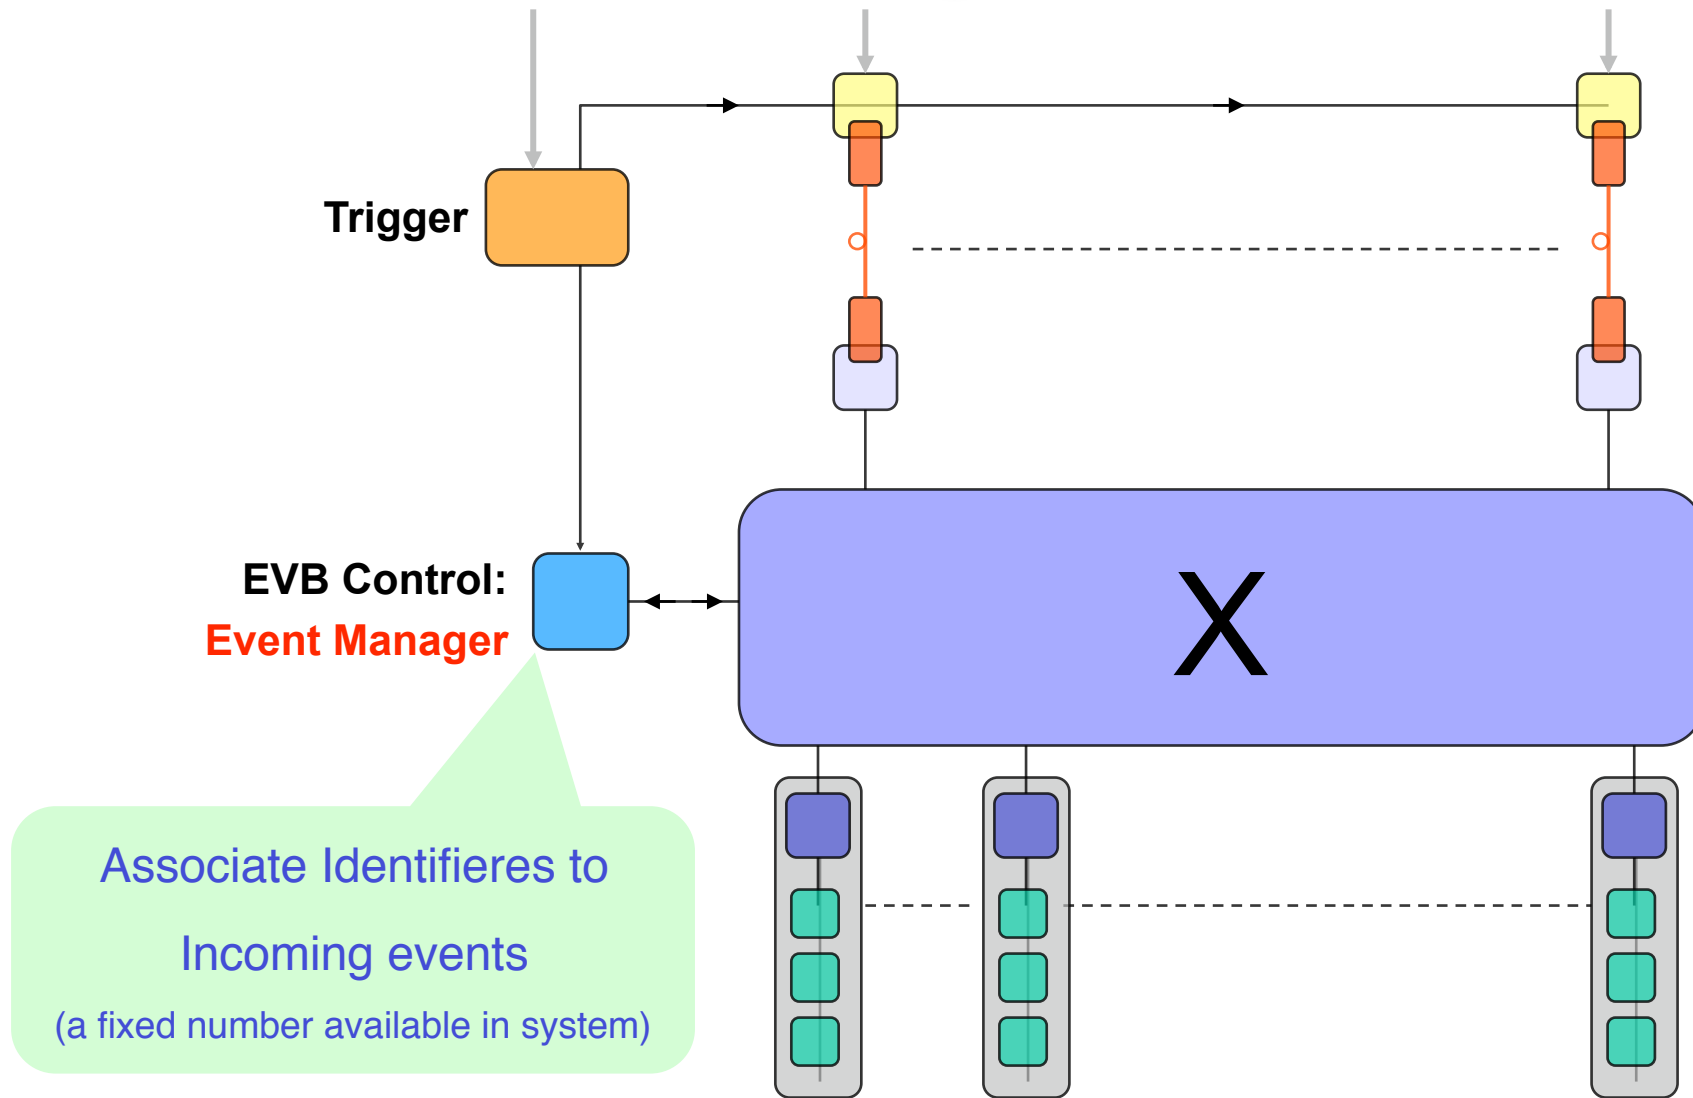 Trigger
EVB Control:
Event Manager
X
Associate Identifieres to
Incoming events
(a fixed number available in system)